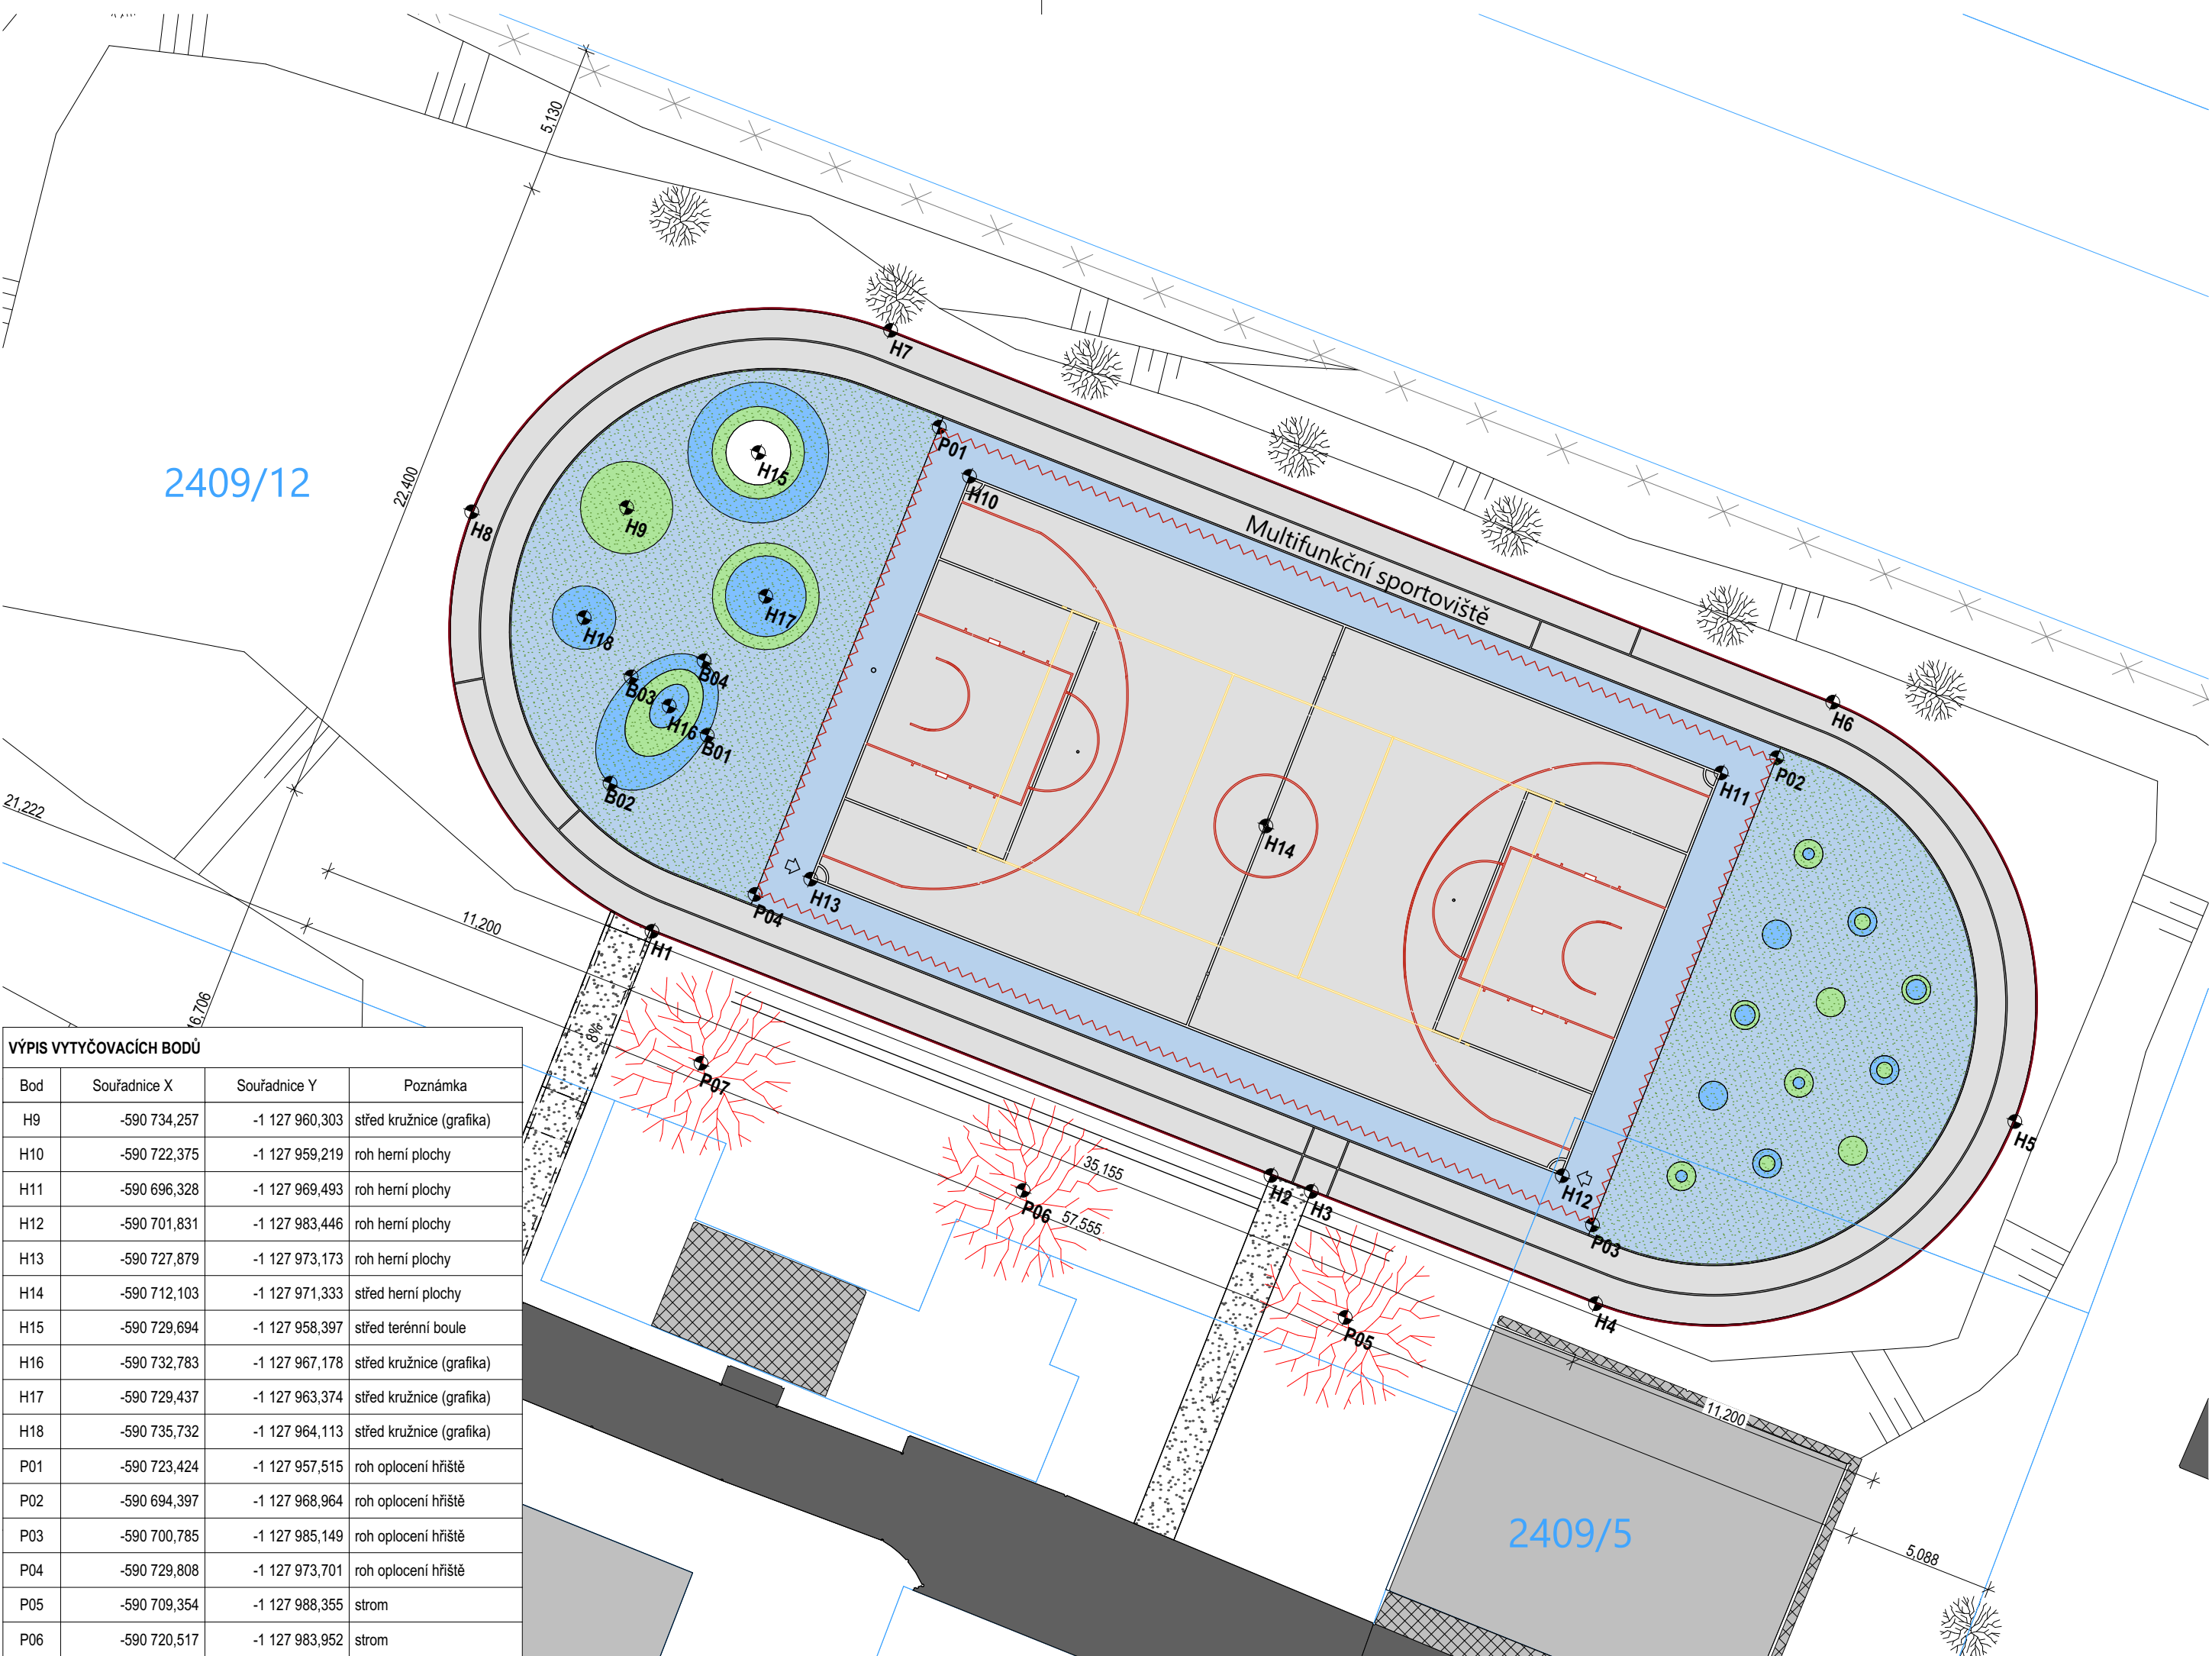 5,130
H7
2409/12
22,400
H8
P01
H15
H10
H9
Multifunkční sportoviště
H17
H18
H6
B04
B03
H16
B01
P02
H11
B02
H14
21,222
H13
P04
11,200
H1
16,706
8%
P07
H5
35,155
H2
H3
H12
P06
57,555
P03
H4
P05
11,200
2409/5
5,088
VÝPIS VYTYČOVACÍCH BODŮ
Bod Souřadnice X Souřadnice Y Poznámka
H9 -590 734,257 -1 127 960,303 střed kružnice (grafika)
H10 -590 722,375 -1 127 959,219 roh herní plochy
H11 -590 696,328 -1 127 969,493 roh herní plochy
H12 -590 701,831 -1 127 983,446 roh herní plochy
H13 -590 727,879 -1 127 973,173 roh herní plochy
H14 -590 712,103 -1 127 971,333 střed herní plochy
H15 -590 729,694 -1 127 958,397 střed terénní boule
H16 -590 732,783 -1 127 967,178 střed kružnice (grafika)
H17 -590 729,437 -1 127 963,374 střed kružnice (grafika)
H18 -590 735,732 -1 127 964,113 střed kružnice (grafika)
P01 -590 723,424 -1 127 957,515 roh oplocení hřiště
P02 -590 694,397 -1 127 968,964 roh oplocení hřiště
P03 -590 700,785 -1 127 985,149 roh oplocení hřiště
P04 -590 729,808 -1 127 973,701 roh oplocení hřiště
P05 -590 709,354 -1 127 988,355 strom
P06 -590 720,517 -1 127 983,952 strom